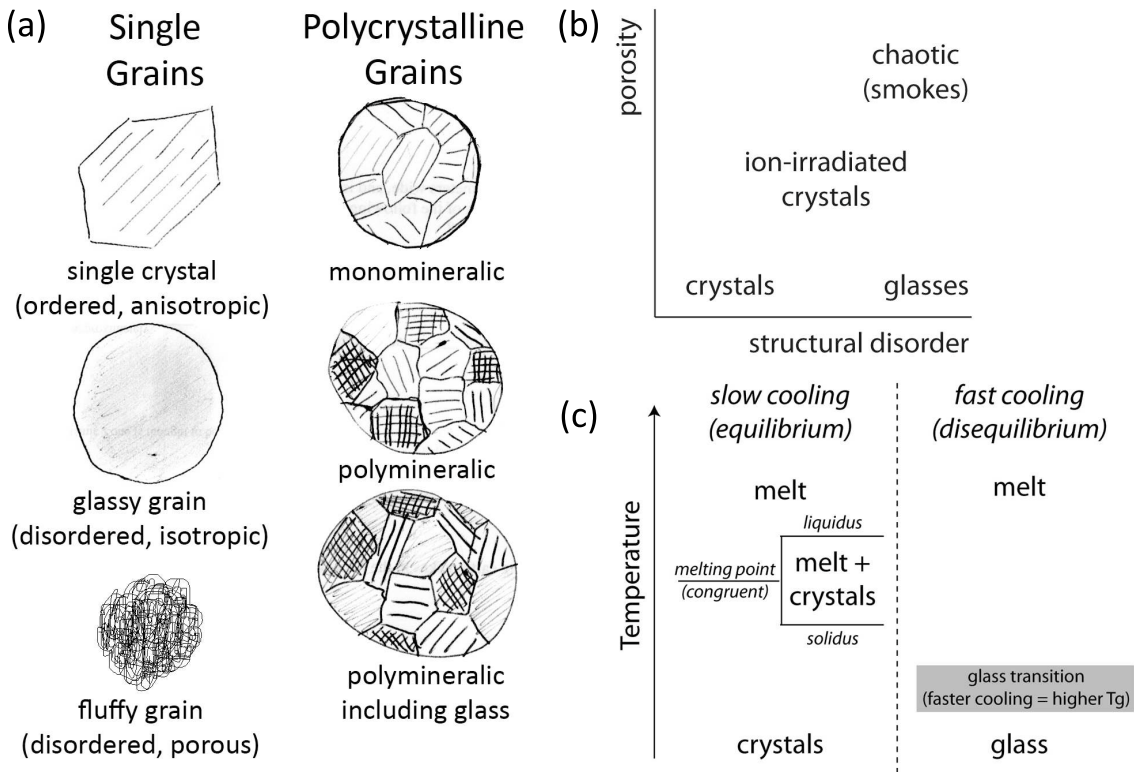 (a)
Single
Grains
Polycrystalline
Grains
single crystal
(ordered, anisotropic)
monomineralic
glassy grain
(disordered, isotropic)
polymineralic
fluffy grain
(disordered, porous)
polymineralic
including glass
(b)
porosity
chaotic
(smokes)
ion-irradiated
crystals
crystals
glasses
structural disorder
(c)
slow cooling
(equilibrium)
fast cooling
(disequilibrium)
Temperature
melt
melt
liquidus
melting point
(congruent)
melt +
crystals
solidus
glass transition
(faster cooling = higher Tg)
crystals
glass